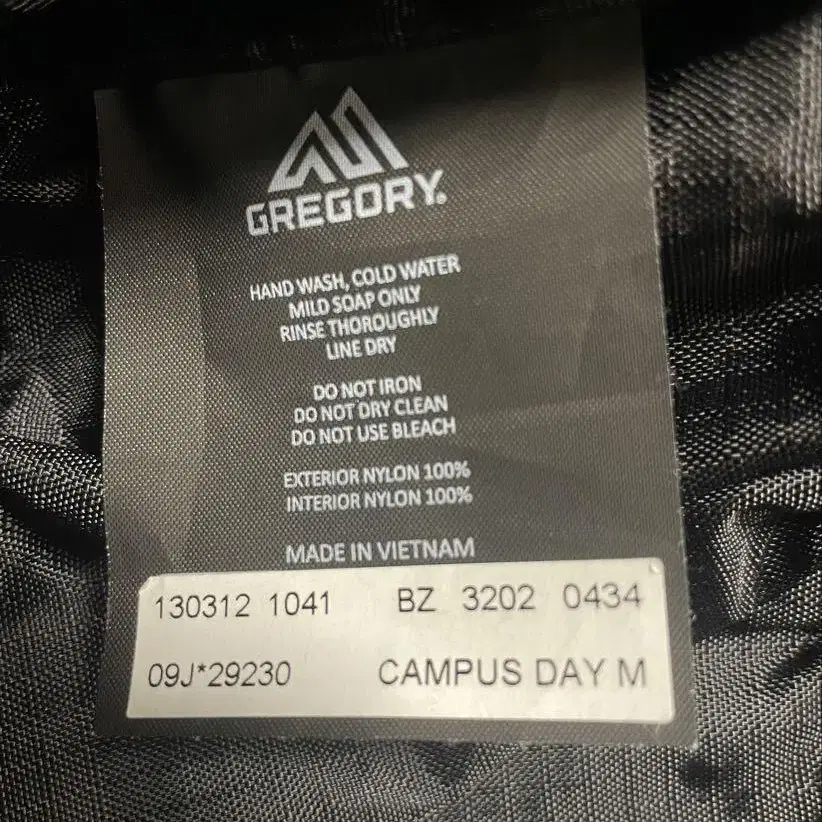 GREGORY.
HAND WASH, COLD WATER
MILD SOAP ONLY
RINSE THOROUGHLY
LINE DRY
DO NOT IRON
DO NOT DRY CLEAN
DO NOT USE BLEACH
EXTERIOR NYLON 100%
INTERIOR NYLON 100%
MADE IN VIETNAM
130312 1041 BZ 3202 0434
09J*29230 CAMPUS DAY M